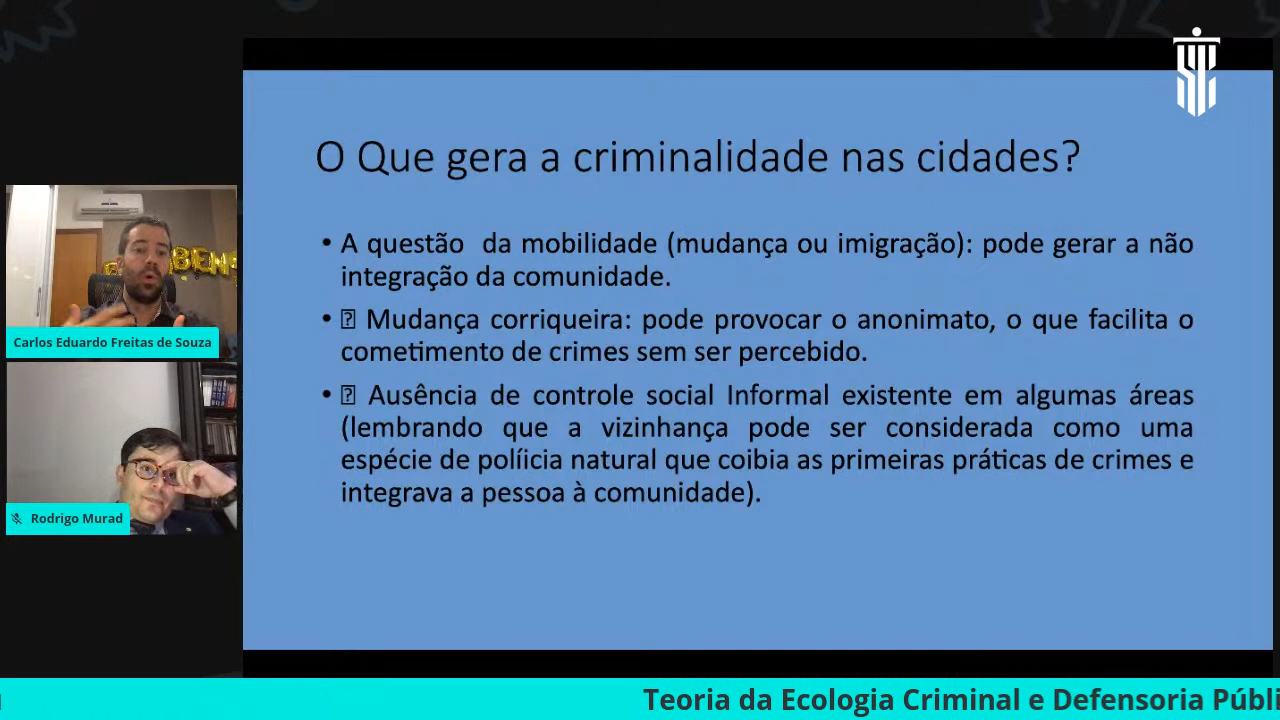 O Que gera a criminalidade nas cidades?
• A questão da mobilidade (mudança ou imigração): pode gerar a não
integração da comunidade.
• Mudança corriqueira: pode provocar o anonimato, o que facilita o
cometimento de crimes sem ser percebido.
• Ausência de controle social Informal existente em algumas áreas
(lembrando que a vizinhança pode ser considerada como uma
espécie de políicia natural que coibia as primeiras práticas de crimes e
integrava a pessoa à comunidade).
Carlos Eduardo Freitas de Souza
Rodrigo Murad
Teoria da Ecologia Criminal e Defensoria Públi